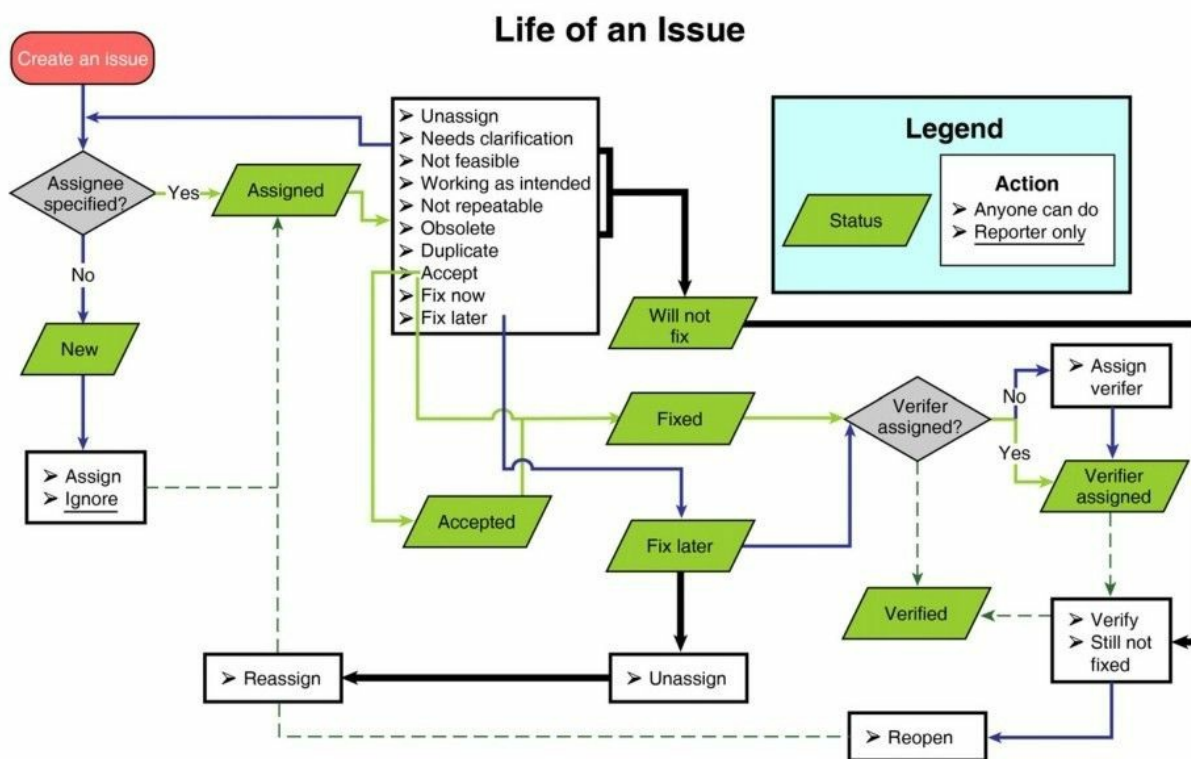 Life of an Issue
Create an issue
➢ Unassign
➢ Needs clarification
➢ Not feasible
➢ Working as intended
➢ Not repeatable
➢ Obsolete
➢ Duplicate
➢ Accept
➢ Fix now
➢ Fix later
Legend
Status
Action
➢ Anyone can do
➢ Reporter only
Assignee
specified?
Yes
Assigned
No
New
➢ Assign
➢ Ignore
Will not
fix
Fixed
Accepted
Fix later
Verifer
assigned?
No
➢ Assign
verifer
Yes
Verifier
assigned
Verified
➢ Verify
➢ Still not
fixed
➢ Reassign
➢ Unassign
➢ Reopen